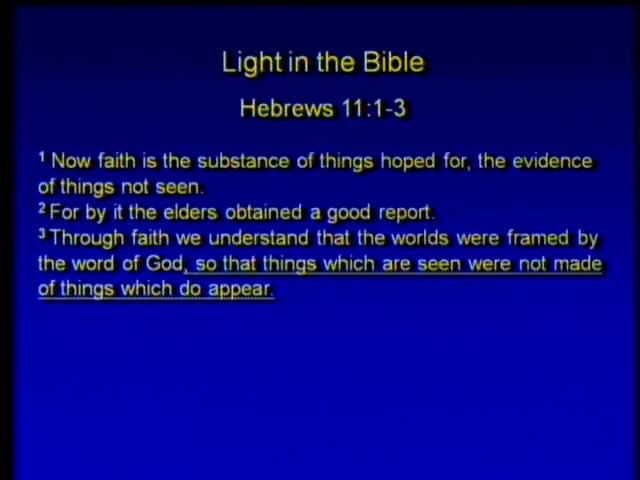 Light in the Bible
Hebrews 11:1-3
1 Now faith is the substance of things hoped for, the evidence
of things not seen.
2 For by it the elders obtained a good report.
3 Through faith we understand that the worlds were framed by
the word of God, so that things which are seen were not made
of things which do appear.